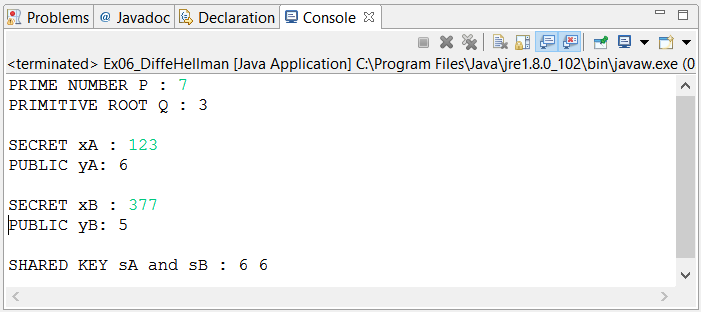 Problems @ Javadoc Declaration Console
<terminated> Ex06_DiffeHellman [Java Application] C:\Program Files\Java\jre1.8.0_102\bin\javaw.exe (0
PRIME NUMBER P : 7
PRIMITIVE ROOT Q : 3
SECRET xA : 123
PUBLIC yA: 6
SECRET xB : 377
PUBLIC yB: 5
SHARED KEY sA and sB : 6 6